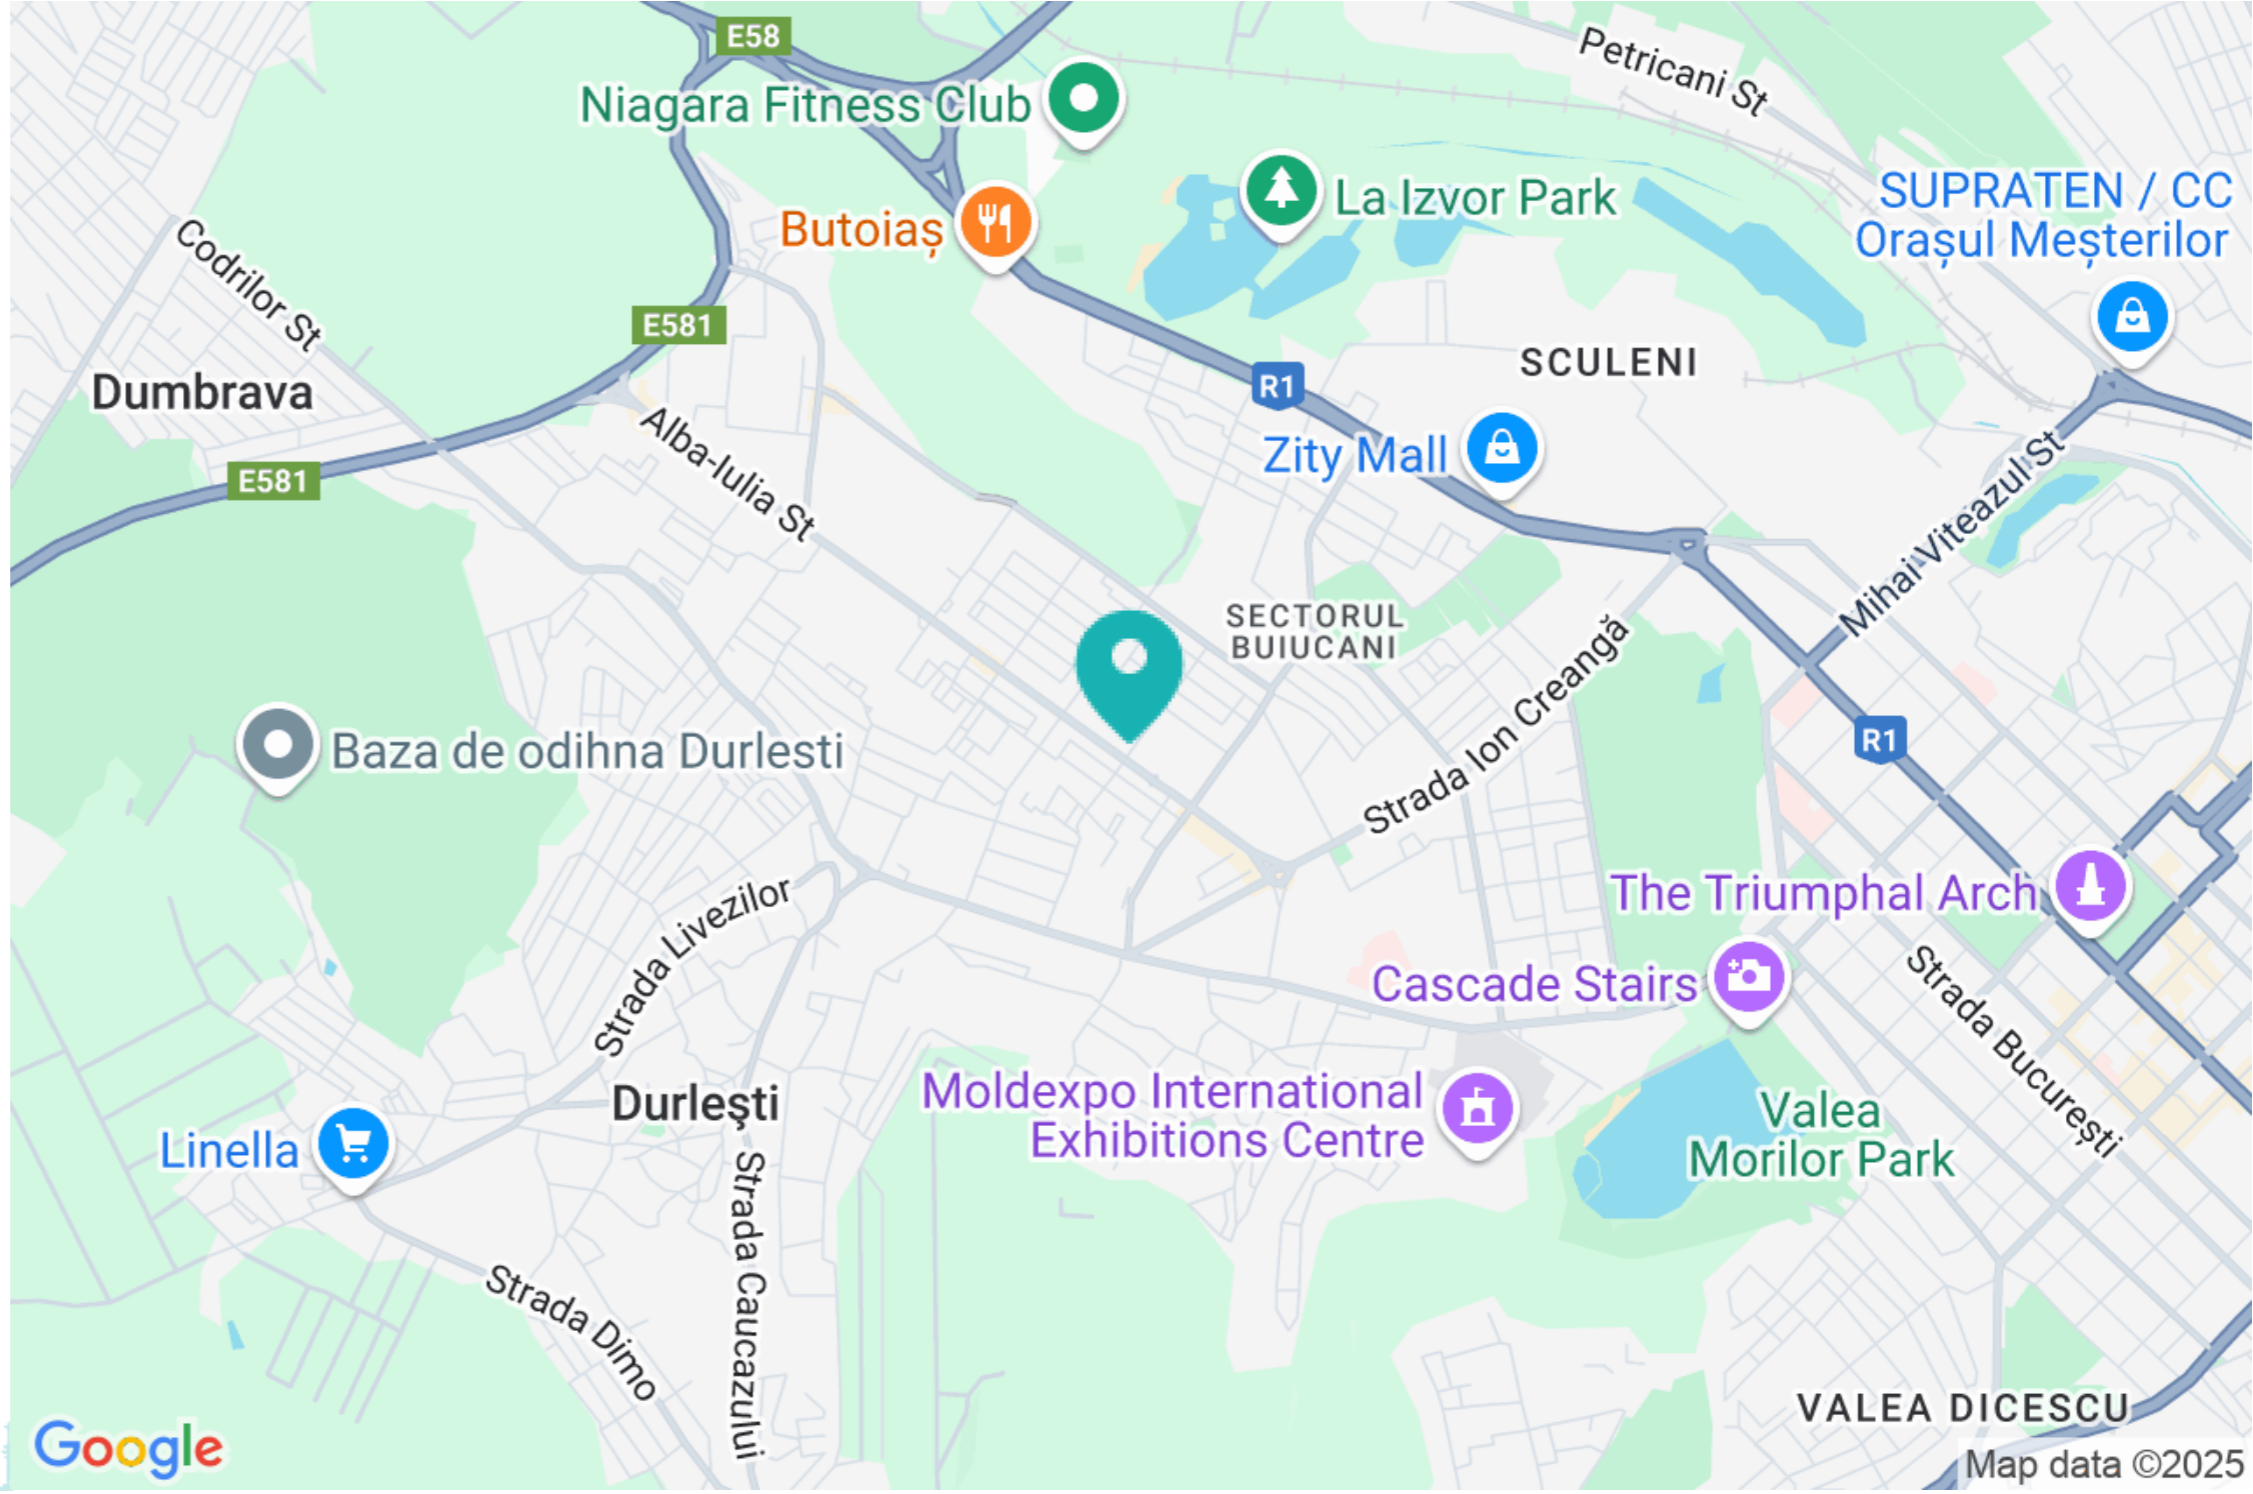 E58
Petricani St
Niagara Fitness Club
La Izvor Park
SUPRATEN / CC
Orașul Meșterilor
Butoiaș
Codrilor St
E581
SCULENI
R1
Dumbrava
Alba-Iulia St
Zity Mall
E581
Mihai Viteazul St
SECTORUL
BUIUCANI
Strada Ion Creangă
R1
Baza de odihna Durlesti
The Triumphal Arch
Strada Livezilor
Cascade Stairs
Strada București
Durlești
Moldexpo International
Exhibitions Centre
Valea
Morilor Park
Linella
Strada Caucazului
Strada Dimo
VALEA DICESCU
Google
Map data ©2025